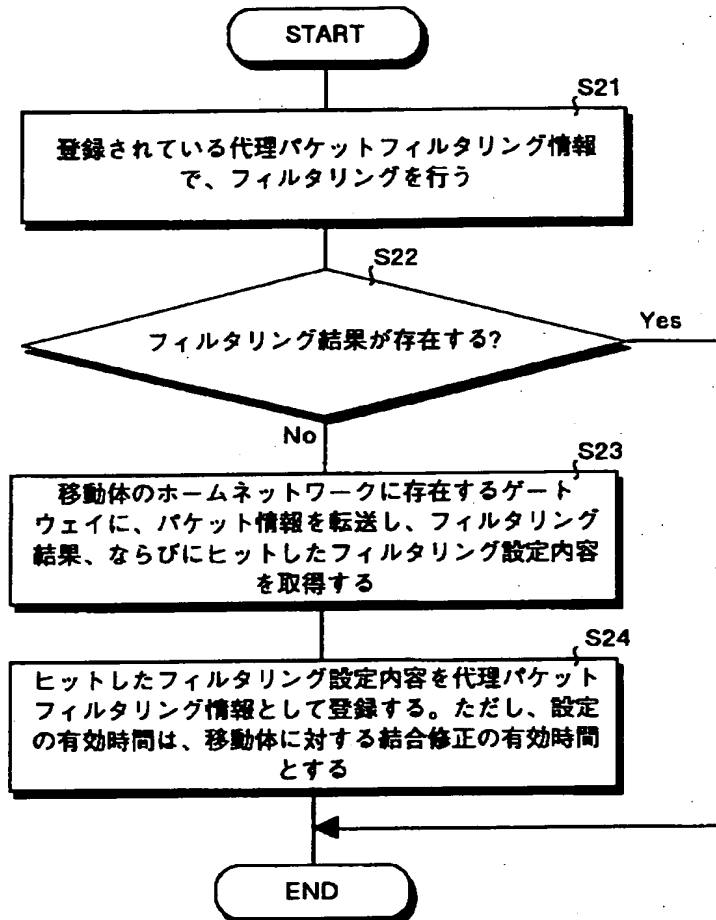 START
S21
登録されている代理パケットフィルタリング情報
で、フィルタリングを行う
S22
フィルタリング結果が存在する?
Yes
No
S23
移動体のホームネットワークに存在するゲート
ウェイに、パケット情報を転送し、フィルタリング
結果、ならびにヒットしたフィルタリング設定内容
を取得する
S24
ヒットしたフィルタリング設定内容を代理パケット
フィルタリング情報として登録する。ただし、設定
の有効時間は、移動体に対する結合修正の有効時間
とする
END